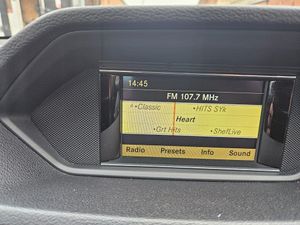 14:45
FM 107.7 MHz
•Classic •HITS SYk
Heart
•Grt Hits •ShefLive
Radio Presets Info Sound